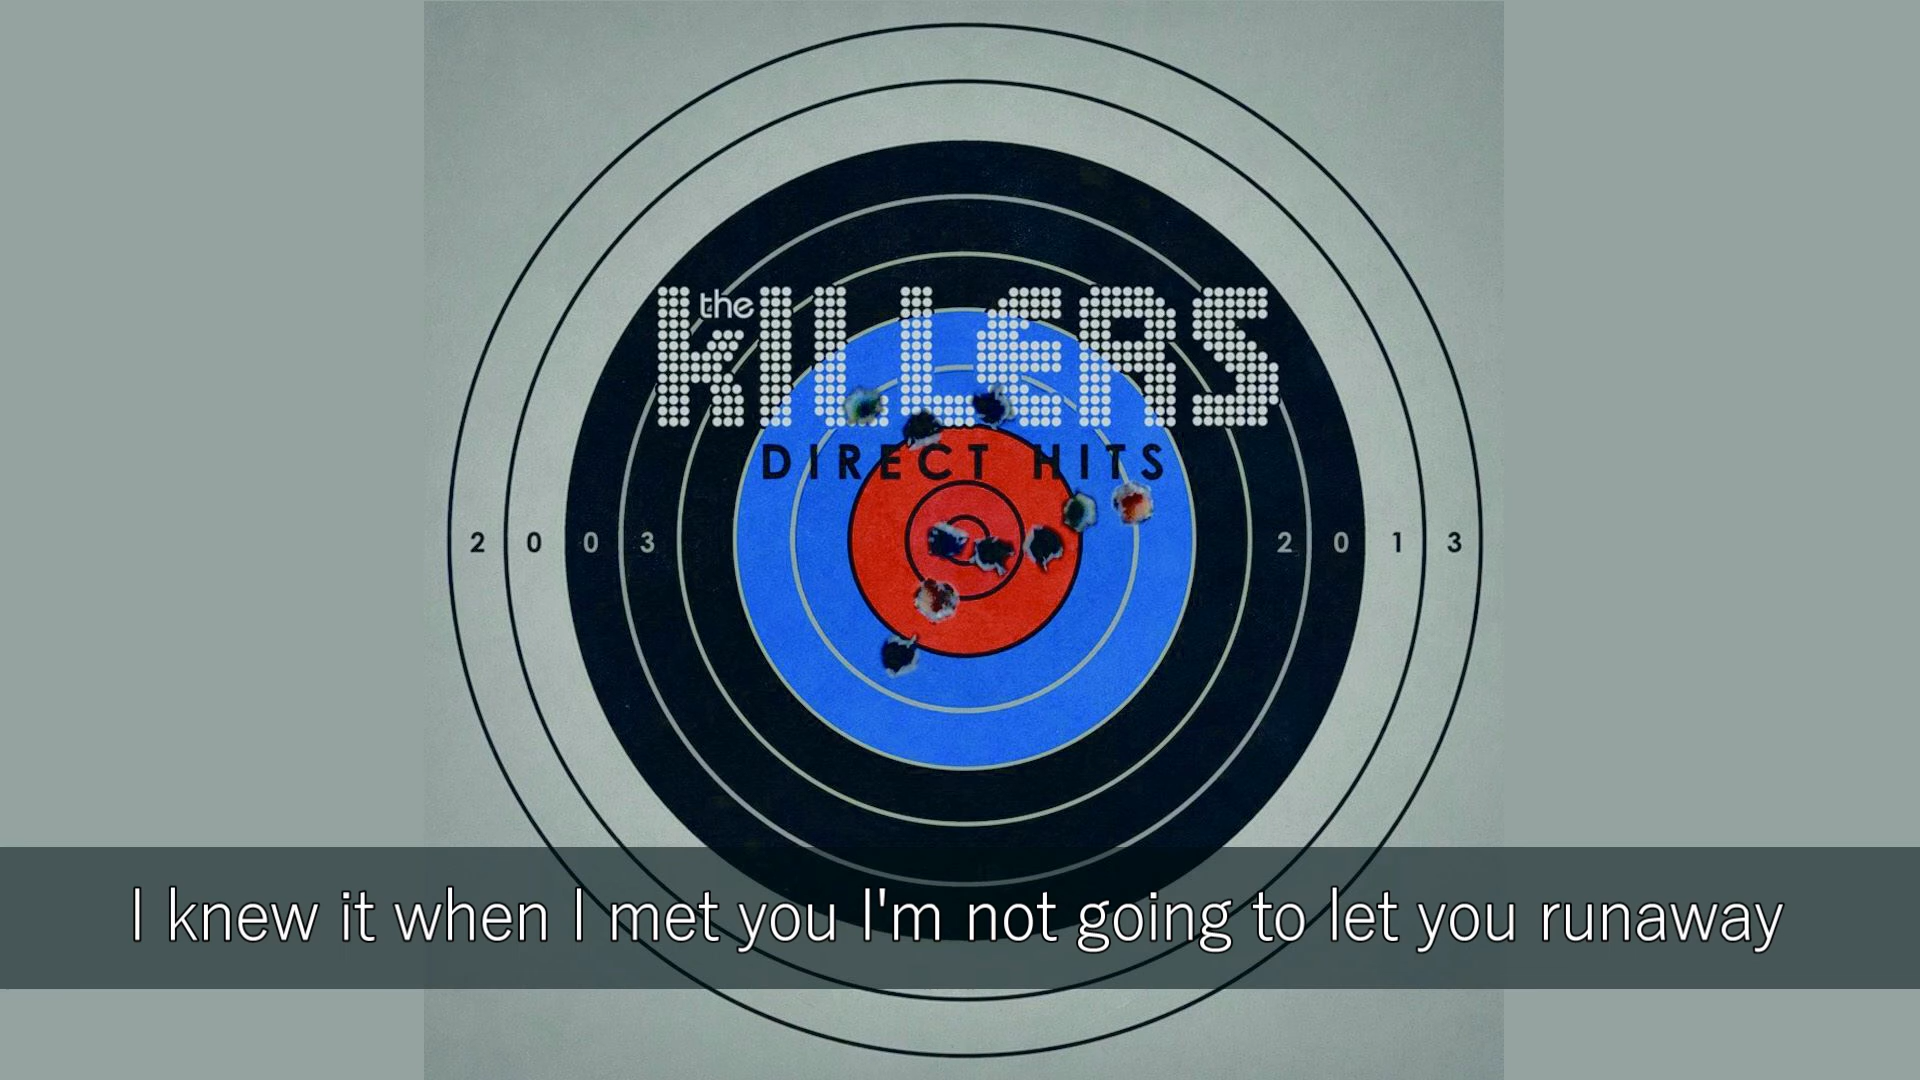 the
KILLERS
DIRECT HITS
2003 2013
I knew it when I met you I'm not going to let you runaway